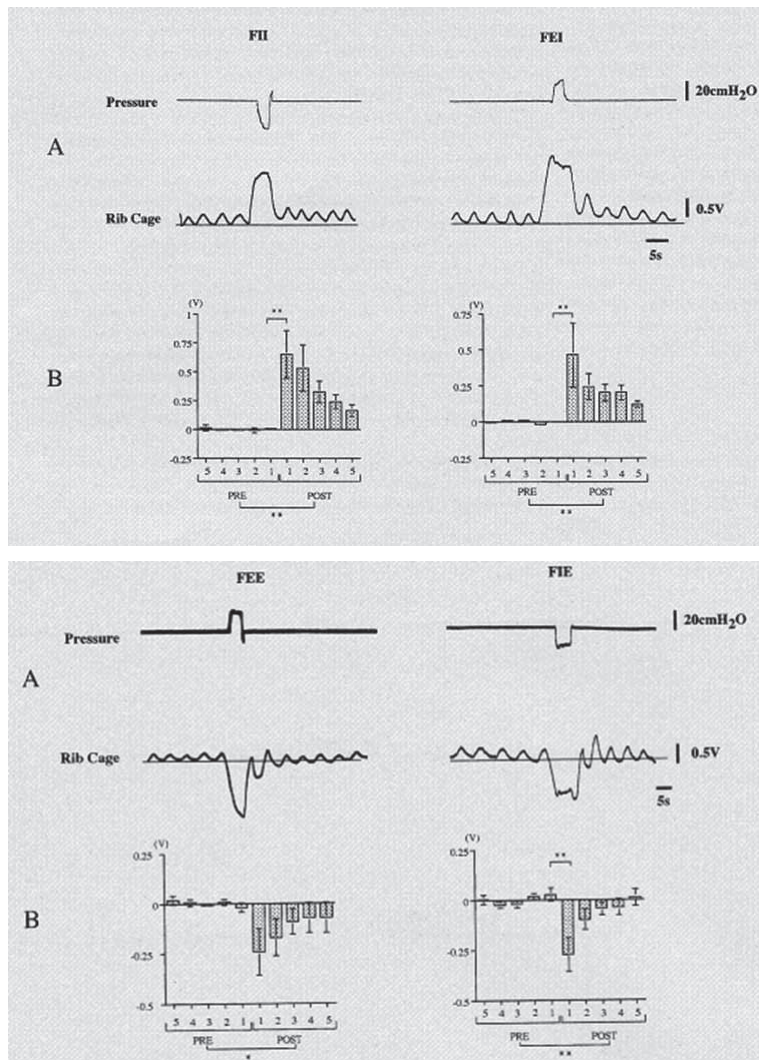 FII FEI
Pressure 20cmH₂O
A
Rib Cage 0.5V
5s
(V) (V)
** **
1 0.75
0.75 0.5
0.5 0.25
0.25 0
0 -0.25
-0.25
B
5 4 3 2 1 1 2 3 4 5 5 4 3 2 1 1 2 3 4 5
PRE POST PRE POST
** **
FEE FIE
Pressure 20cmH₂O
A
Rib Cage 0.5V
5s
(V) (V)
**
0.25 0.25
0 0
-0.25 -0.25
-0.5 -0.5
B
5 4 3 2 1 1 2 3 4 5 5 4 3 2 1 1 2 3 4 5
PRE POST PRE POST
* **